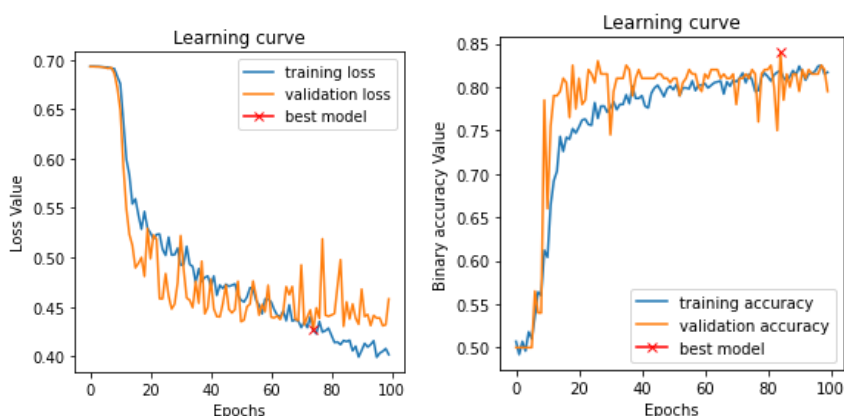 Learning curve
0.70
0.65
0.60
0.55
0.50
0.45
0.40
Loss Value
training loss
validation loss
best model
0 20 40 60 80 100
Epochs
Learning curve
0.85
0.80
0.75
0.70
0.65
0.60
0.55
0.50
Binary accuracy Value
training accuracy
validation accuracy
best model
0 20 40 60 80 100
Epochs